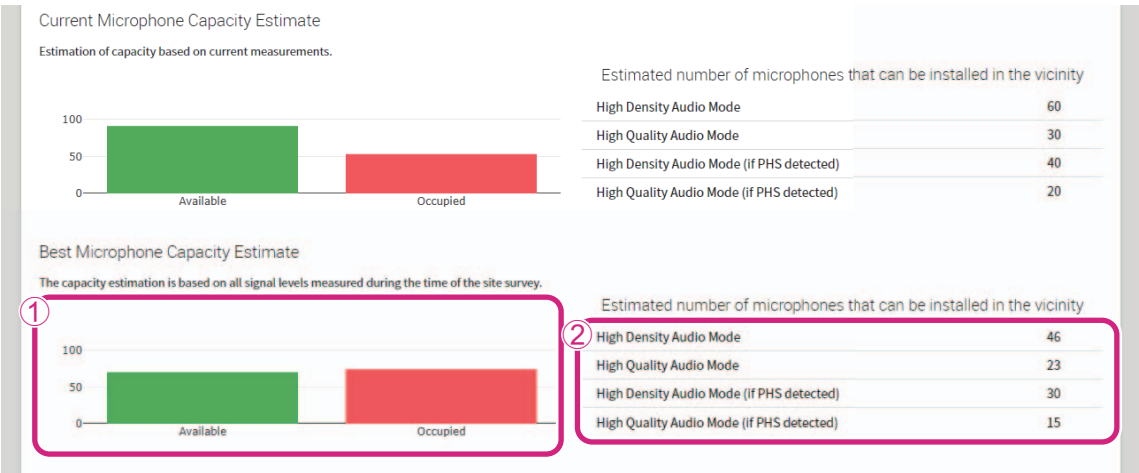 Current Microphone Capacity Estimate
Estimation of capacity based on current measurements.
100
50
0
Available Occupied
Estimated number of microphones that can be installed in the vicinity
High Density Audio Mode 60
High Quality Audio Mode 30
High Density Audio Mode (if PHS detected) 40
High Quality Audio Mode (if PHS detected) 20
Best Microphone Capacity Estimate
The capacity estimation is based on all signal levels measured during the time of the site survey.
1
100
50
0
Available Occupied
Estimated number of microphones that can be installed in the vicinity
2
High Density Audio Mode 46
High Quality Audio Mode 23
High Density Audio Mode (if PHS detected) 30
High Quality Audio Mode (if PHS detected) 15